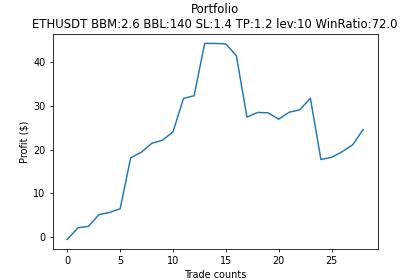 Portfolio
ETHUSDT BBM:2.6 BBL:140 SL:1.4 TP:1.2 lev:10 WinRatio:72.0
Profit ($)
40
30
20
10
0
0 5 10 15 20 25
Trade counts